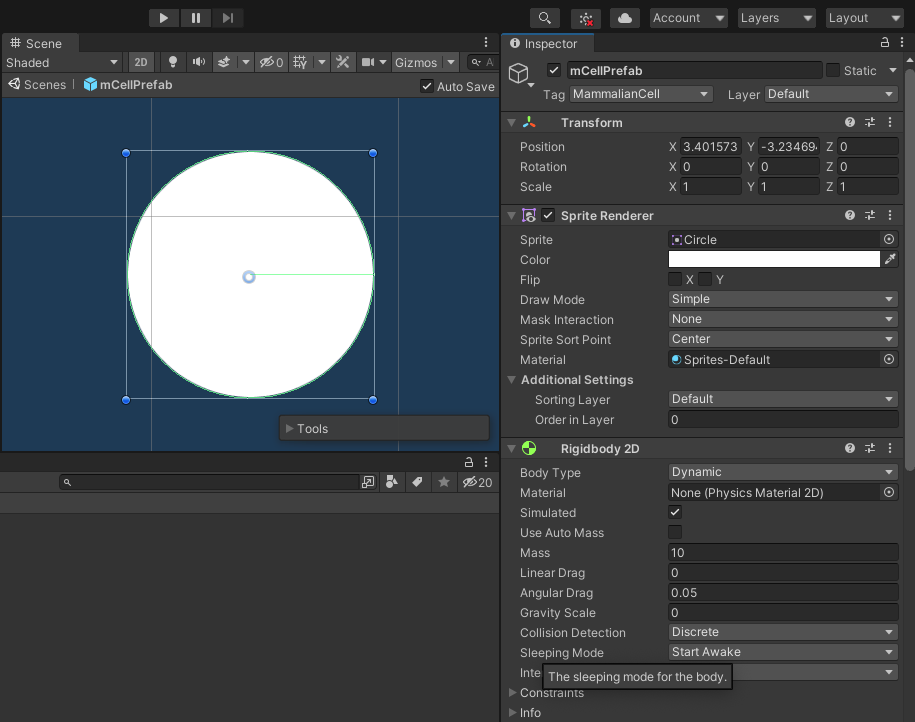 Account
Layers
Layout
Scene
Shaded
2D
0
Gizmos
A
Scenes
mCellPrefab
Auto Save
Tools
20
Inspector
mCellPrefab
Static
Tag MammalianCell Layer Default
Transform
Position X 3.401573 Y -3.234694 Z 0
Rotation X 0 Y 0 Z 0
Scale X 1 Y 1 Z 1
Sprite Renderer
Sprite Circle
Color
Flip X Y
Draw Mode Simple
Mask Interaction None
Sprite Sort Point Center
Material Sprites-Default
Additional Settings
Sorting Layer Default
Order in Layer 0
Rigidbody 2D
Body Type Dynamic
Material None (Physics Material 2D)
Simulated
Use Auto Mass
Mass 10
Linear Drag 0
Angular Drag 0.05
Gravity Scale 0
Collision Detection Discrete
Sleeping Mode Start Awake
Inte
The sleeping mode for the body.
Constraints
Info